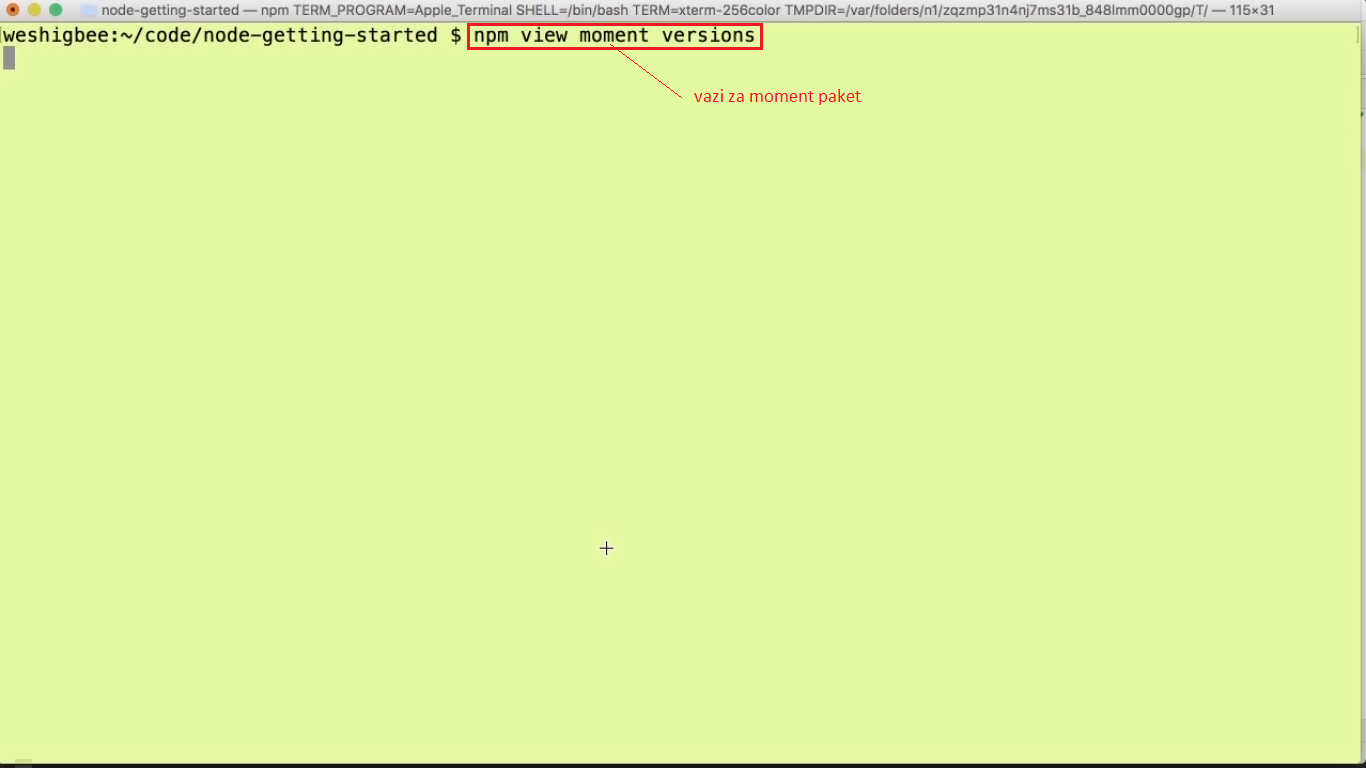 node-getting-started — npm TERM_PROGRAM=Apple_Terminal SHELL=/bin/bash TERM=xterm-256color TMPDIR=/var/folders/n1/zqzmp31n4nj7ms31b_848lmm0000gp/T/ — 115×31
weshigbee:~/code/node-getting-started $ npm view moment versions
vazi za moment paket